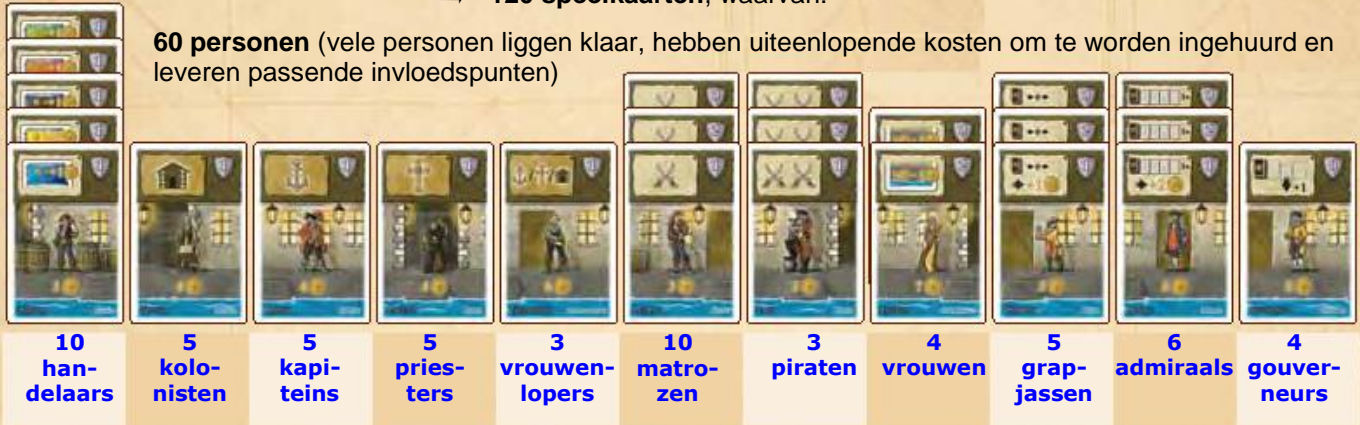 120 speelkaarten, waarvan:
60 personen (vele personen liggen klaar, hebben uiteenlopende kosten om te worden ingehuurd en
leveren passende invloedspunten)
10
han-
delaars
5
kolo-
nisten
5
kapi-
teins
5
pries-
ters
3
vrouwen-
lopers
10
matro-
zen
3
piraten
4
vrouwen
5
grap-
jassen
6
admiraals
4
gouver-
neurs